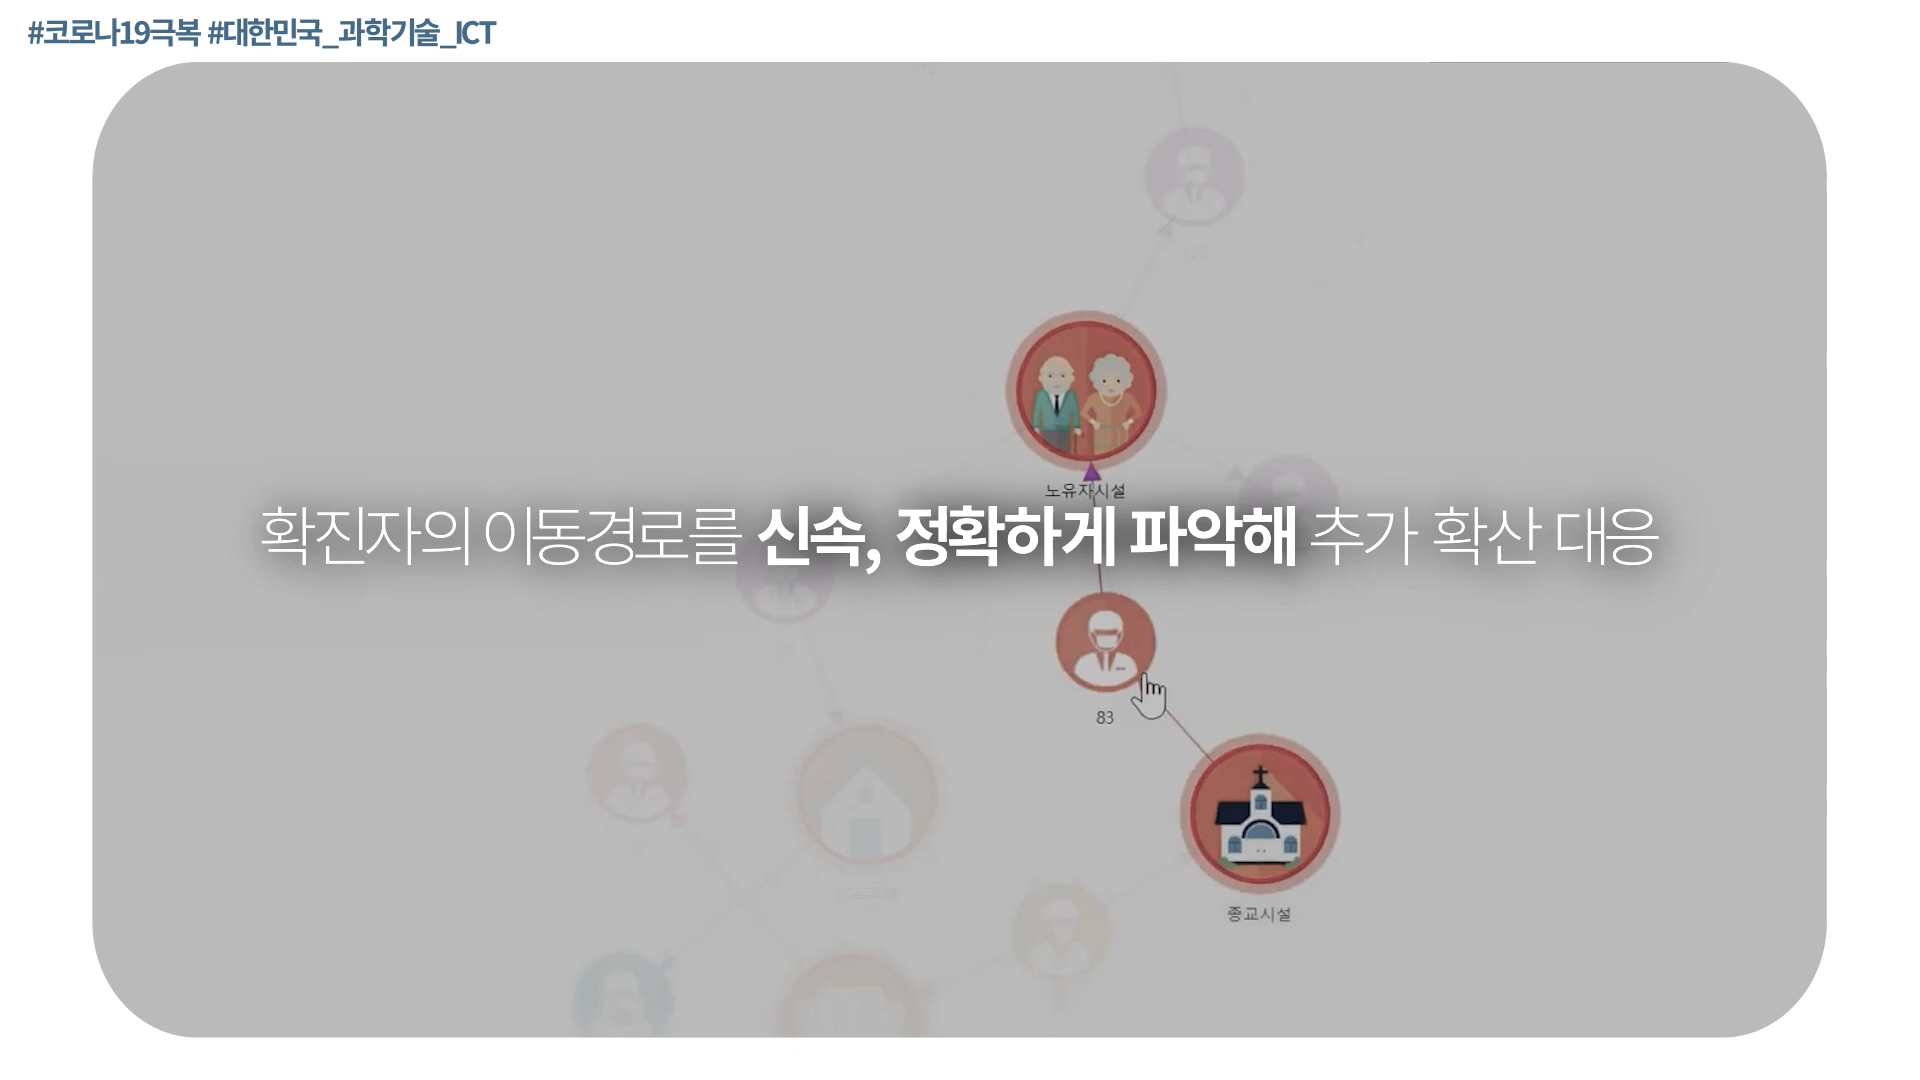 #코로나19극복 #대한민국_과학기술_ICT
노유자시설
확진자의 이동경로를 신속, 정확하게 파악해 추가 확산 대응
83
종교시설